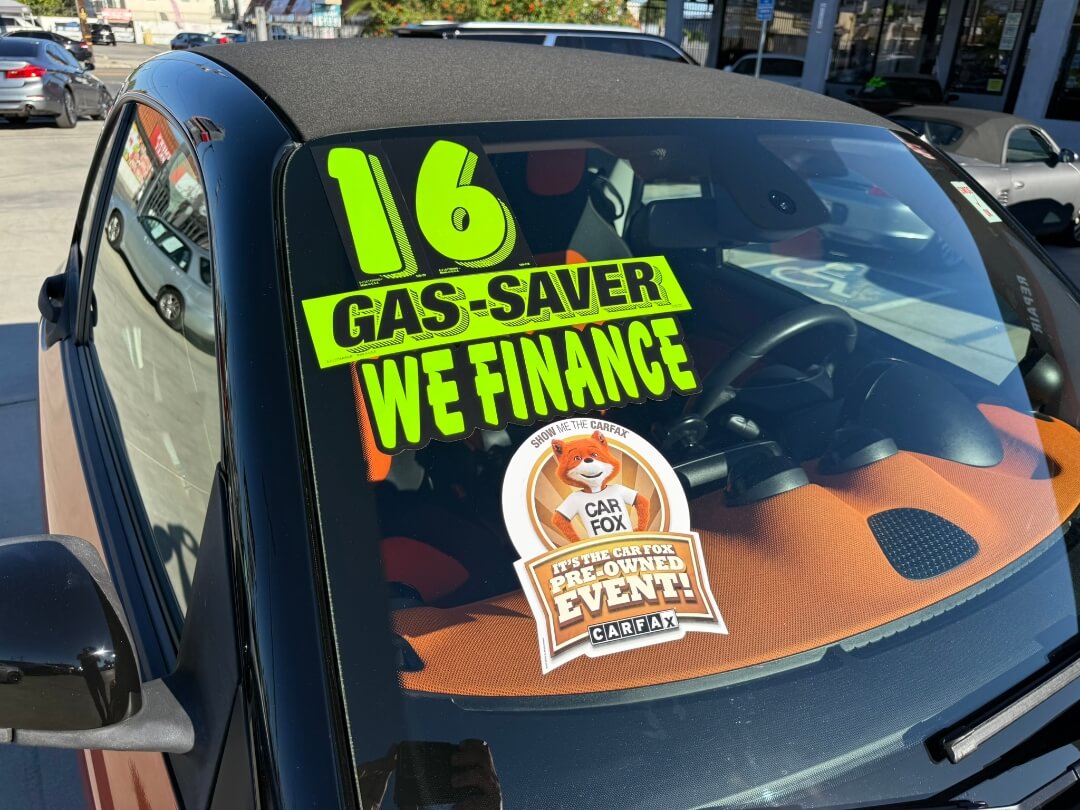 16
GAS-SAVER
WE FINANCE
SHOW ME THE CARFAX
CAR
FOX
IT'S THE CAR FOX
PRE-OWNED
EVENT!
CARFAX
REPAIR